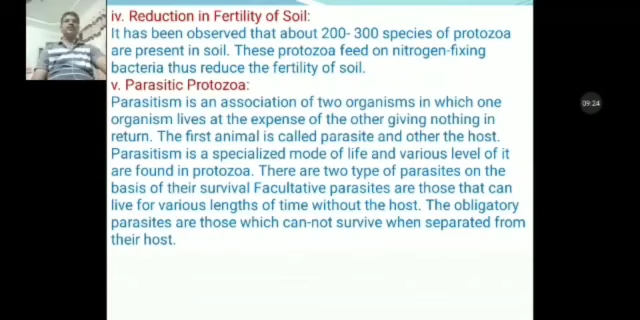 iv. Reduction in Fertility of Soil:
It has been observed that about 200- 300 species of protozoa
are present in soil. These protozoa feed on nitrogen-fixing
bacteria thus reduce the fertility of soil.
v. Parasitic Protozoa:
Parasitism is an association of two organisms in which one
organism lives at the expense of the other giving nothing in
return. The first animal is called parasite and other the host.
Parasitism is a specialized mode of life and various level of it
are found in protozoa. There are two type of parasites on the
basis of their survival Facultative parasites are those that can
live for various lengths of time without the host. The obligatory
parasites are those which can-not survive when separated from
their host.
09:24